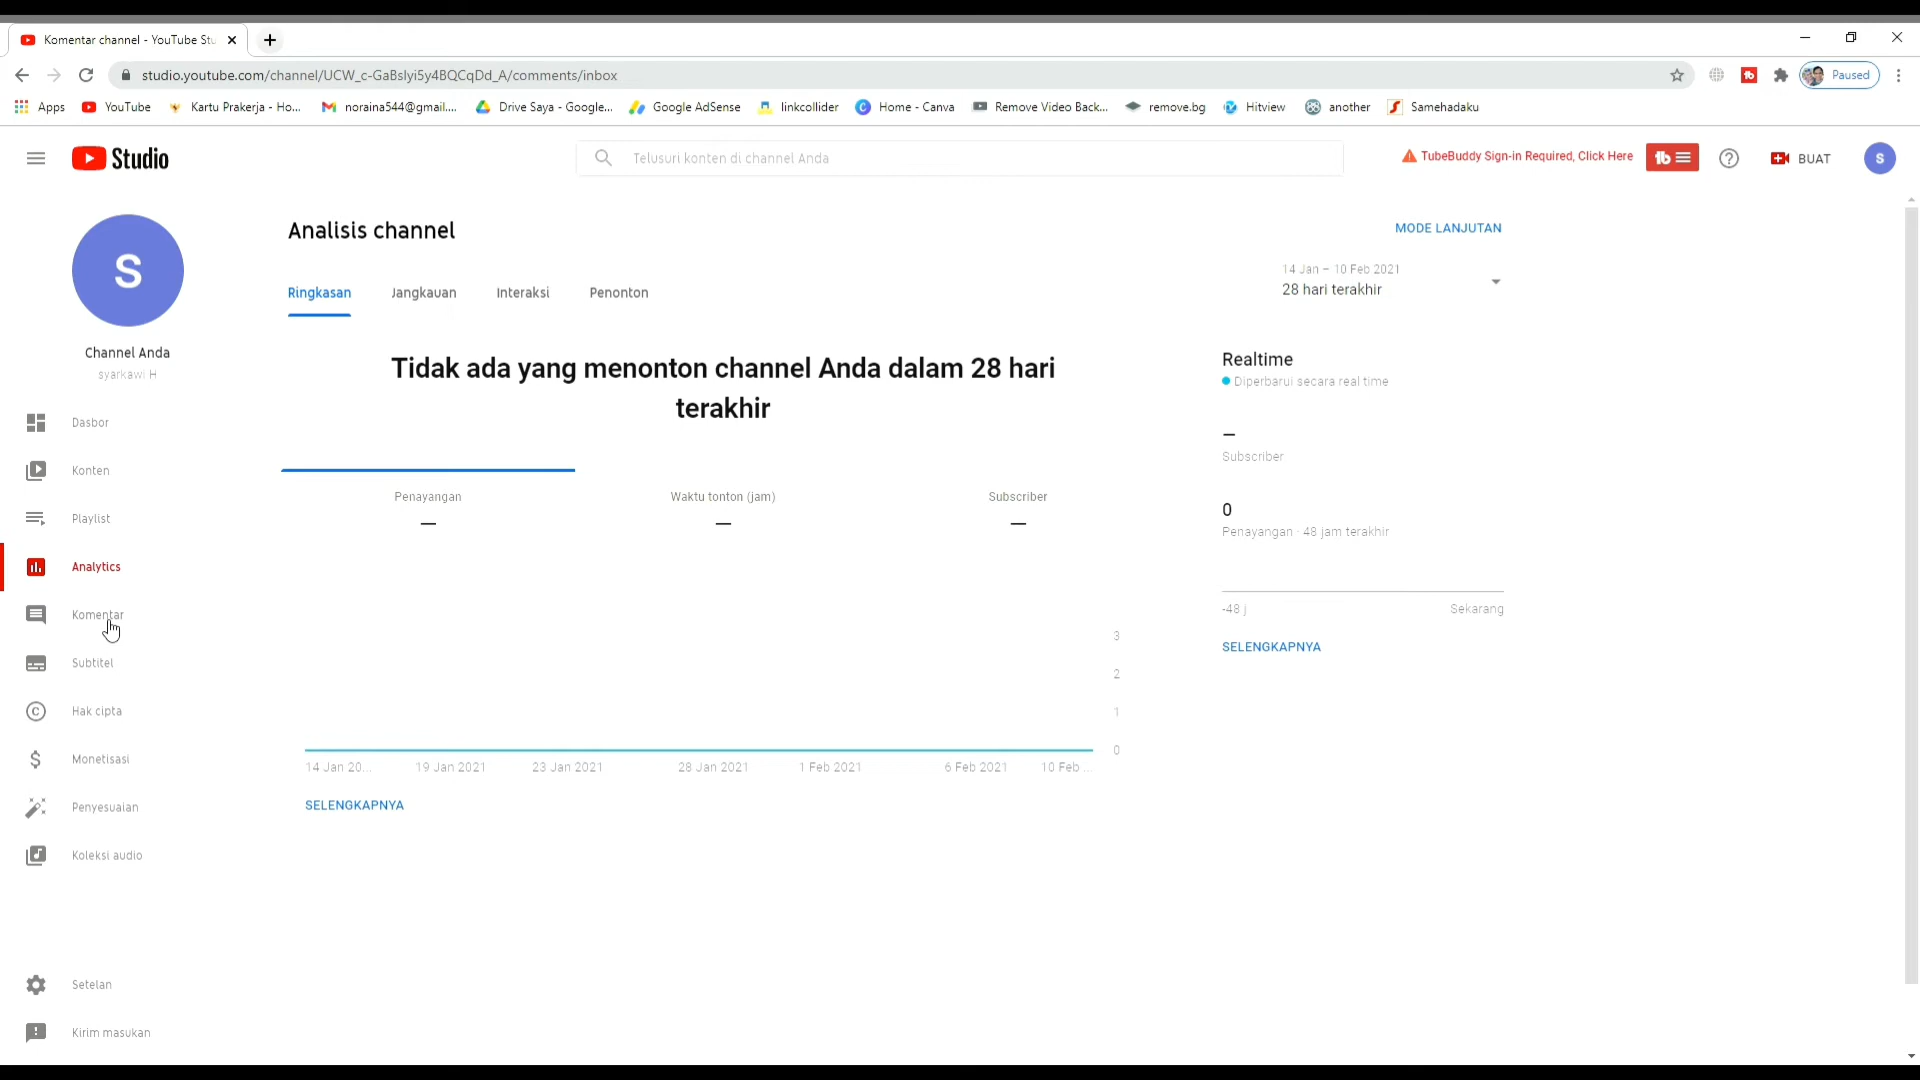 Komentar channel - YouTube Stu
studio.youtube.com/channel/UCW_c-GaBslyi5y4BQCqDd_A/comments/inbox
Paused
Apps YouTube Kartu Prakerja - Ho... noraina544@gmail.... Drive Saya - Google... Google AdSense linkcollider Home - Canva Remove Video Back... remove.bg Hitview another Samehadaku
Studio
Telusuri konten di channel Anda
TubeBuddy Sign-in Required, Click Here
BUAT
S
S
Channel Anda
syarkawi H
Dasbor
Konten
Playlist
Analytics
Komentar
Subtitel
Hak cipta
Monetisasi
Penyesuaian
Koleksi audio
Setelan
Kirim masukan
Analisis channel
MODE LANJUTAN
Ringkasan Jangkauan Interaksi Penonton
14 Jan – 10 Feb 2021
28 hari terakhir
Tidak ada yang menonton channel Anda dalam 28 hari
terakhir
Penayangan Waktu tonton (jam) Subscriber
— — —
3
2
1
0
14 Jan 20... 19 Jan 2021 23 Jan 2021 28 Jan 2021 1 Feb 2021 6 Feb 2021 10 Feb ...
SELENGKAPNYA
Realtime
Diperbarui secara real time
—
Subscriber
0
Penayangan · 48 jam terakhir
-48 j Sekarang
SELENGKAPNYA